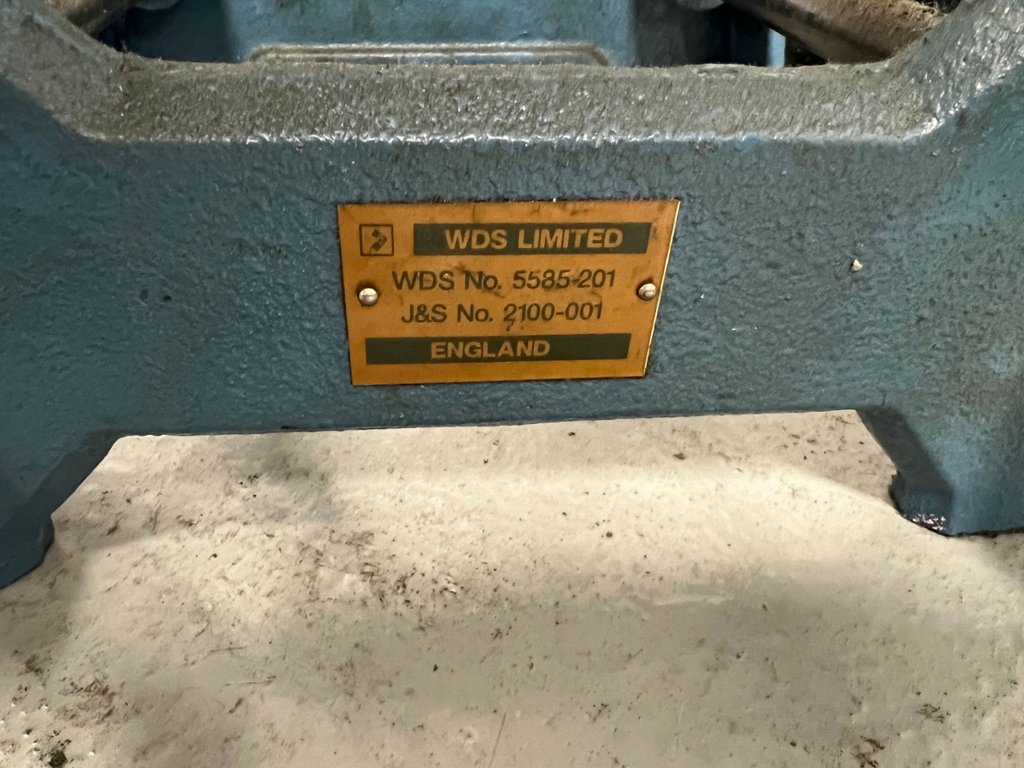 WDS LIMITED
WDS No. 5585-201
J&S No. 2100-001
ENGLAND